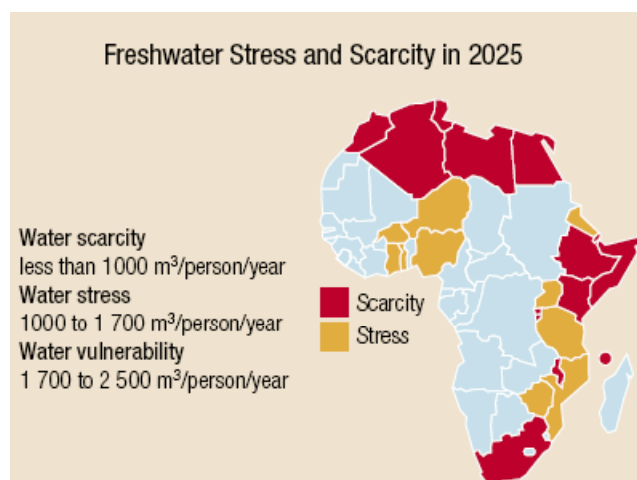 Freshwater Stress and Scarcity in 2025
Water scarcity
less than 1000 m³/person/year
Water stress
1000 to 1 700 m³/person/year
Water vulnerability
1 700 to 2 500 m³/person/year
Scarcity
Stress